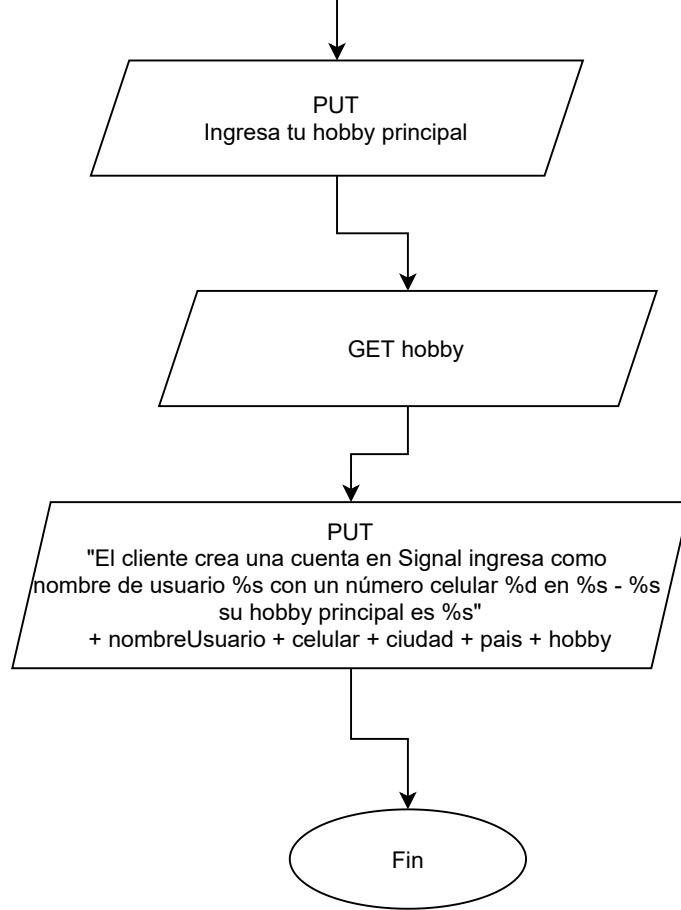 PUT
Ingresa tu hobby principal
GET hobby
PUT
"El cliente crea una cuenta en Signal ingresa como
nombre de usuario %s con un número celular %d en %s - %s
su hobby principal es %s"
+ nombreUsuario + celular + ciudad + pais + hobby
Fin